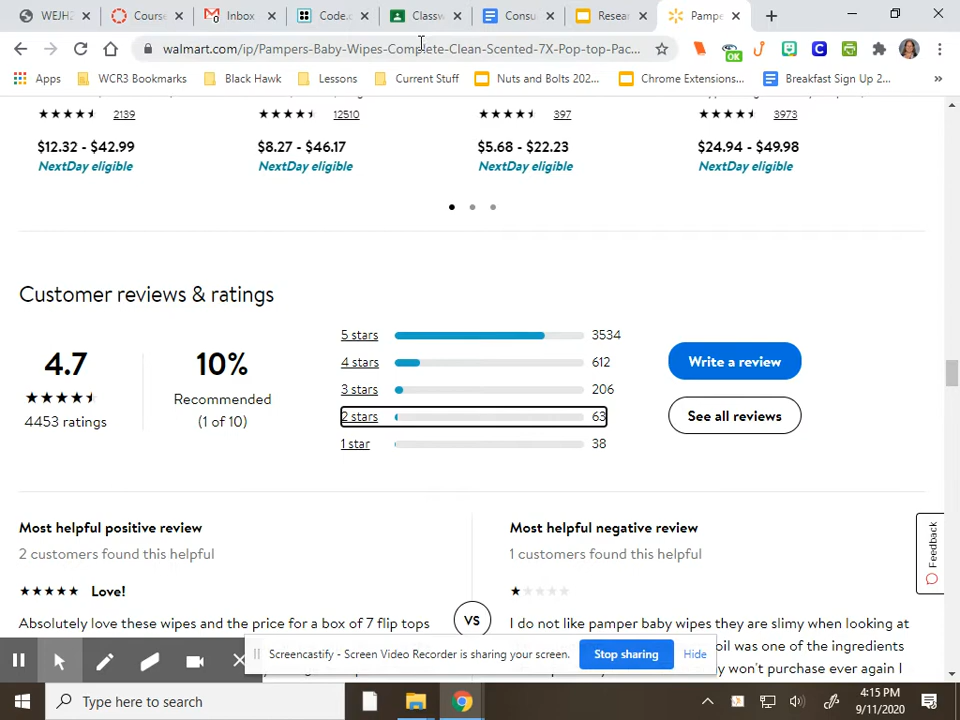 WEJHZ
Course
Inbox
Code.c
Classw
Consu
Resear
Pampe
walmart.com/ip/Pampers-Baby-Wipes-Complete-Clean-Scented-7X-Pop-top-Pac...
OK
Apps
WCR3 Bookmarks
Black Hawk
Lessons
Current Stuff
Nuts and Bolts 202...
Chrome Extensions...
Breakfast Sign Up 2...
»
2139
12510
397
3973
$12.32 - $42.99
$8.27 - $46.17
$5.68 - $22.23
$24.94 - $49.98
NextDay eligible
NextDay eligible
NextDay eligible
NextDay eligible
Customer reviews & ratings
4.7
4453 ratings
10%
Recommended
(1 of 10)
5 stars 3534
4 stars 612
3 stars 206
2 stars 63
1 star 38
Write a review
See all reviews
Feedback
Most helpful positive review
2 customers found this helpful
Love!
Absolutely love these wipes and the price for a box of 7 flip tops
VS
Most helpful negative review
1 customers found this helpful
I do not like pamper baby wipes they are slimy when looking at
oil was one of the ingredients
won't purchase ever again I
Screencastify - Screen Video Recorder is sharing your screen.
Stop sharing
Hide
Type here to search
4:15 PM
9/11/2020